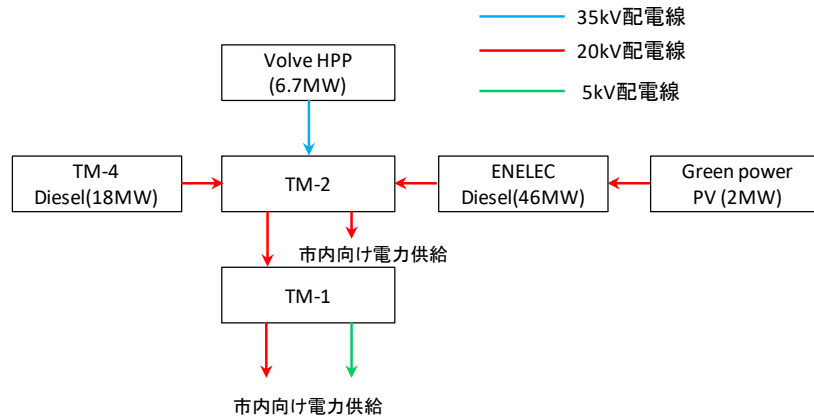 35kV配電線
20kV配電線
5kV配電線
Volve HPP
(6.7MW)
TM-4
Diesel(18MW)
TM-2
ENELEC
Diesel(46MW)
Green power
PV (2MW)
市内向け電力供給
TM-1
市内向け電力供給